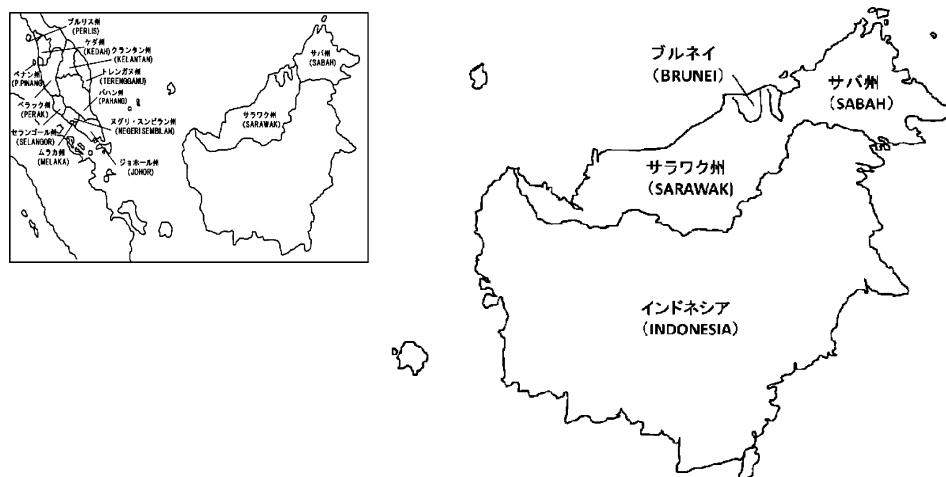 プルリス州
(PERLIS)
ケダ州
(KEDAH)
クランタン州
(KELANTAN)
ペナン州
(P.PINANG)
トレンガヌ州
(TERENGGANU)
パハン州
(PAHANG)
ペラック州
(PERAK)
ヌグリ・スンビラン州
(NEGERI SEMBILAN)
セランゴール州
(SELANGOR)
ムラカ州
(MELAKA)
ジョホール州
(JOHOR)
サバ州
(SABAH)
サラワク州
(SARAWAK)
ブルネイ
(BRUNEI)
サバ州
(SABAH)
サラワク州
(SARAWAK)
インドネシア
(INDONESIA)